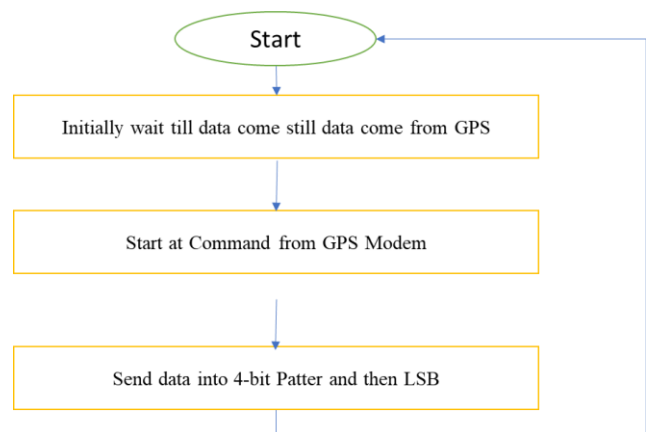 Start
Initially wait till data come still data come from GPS
Start at Command from GPS Modem
Send data into 4-bit Patter and then LSB